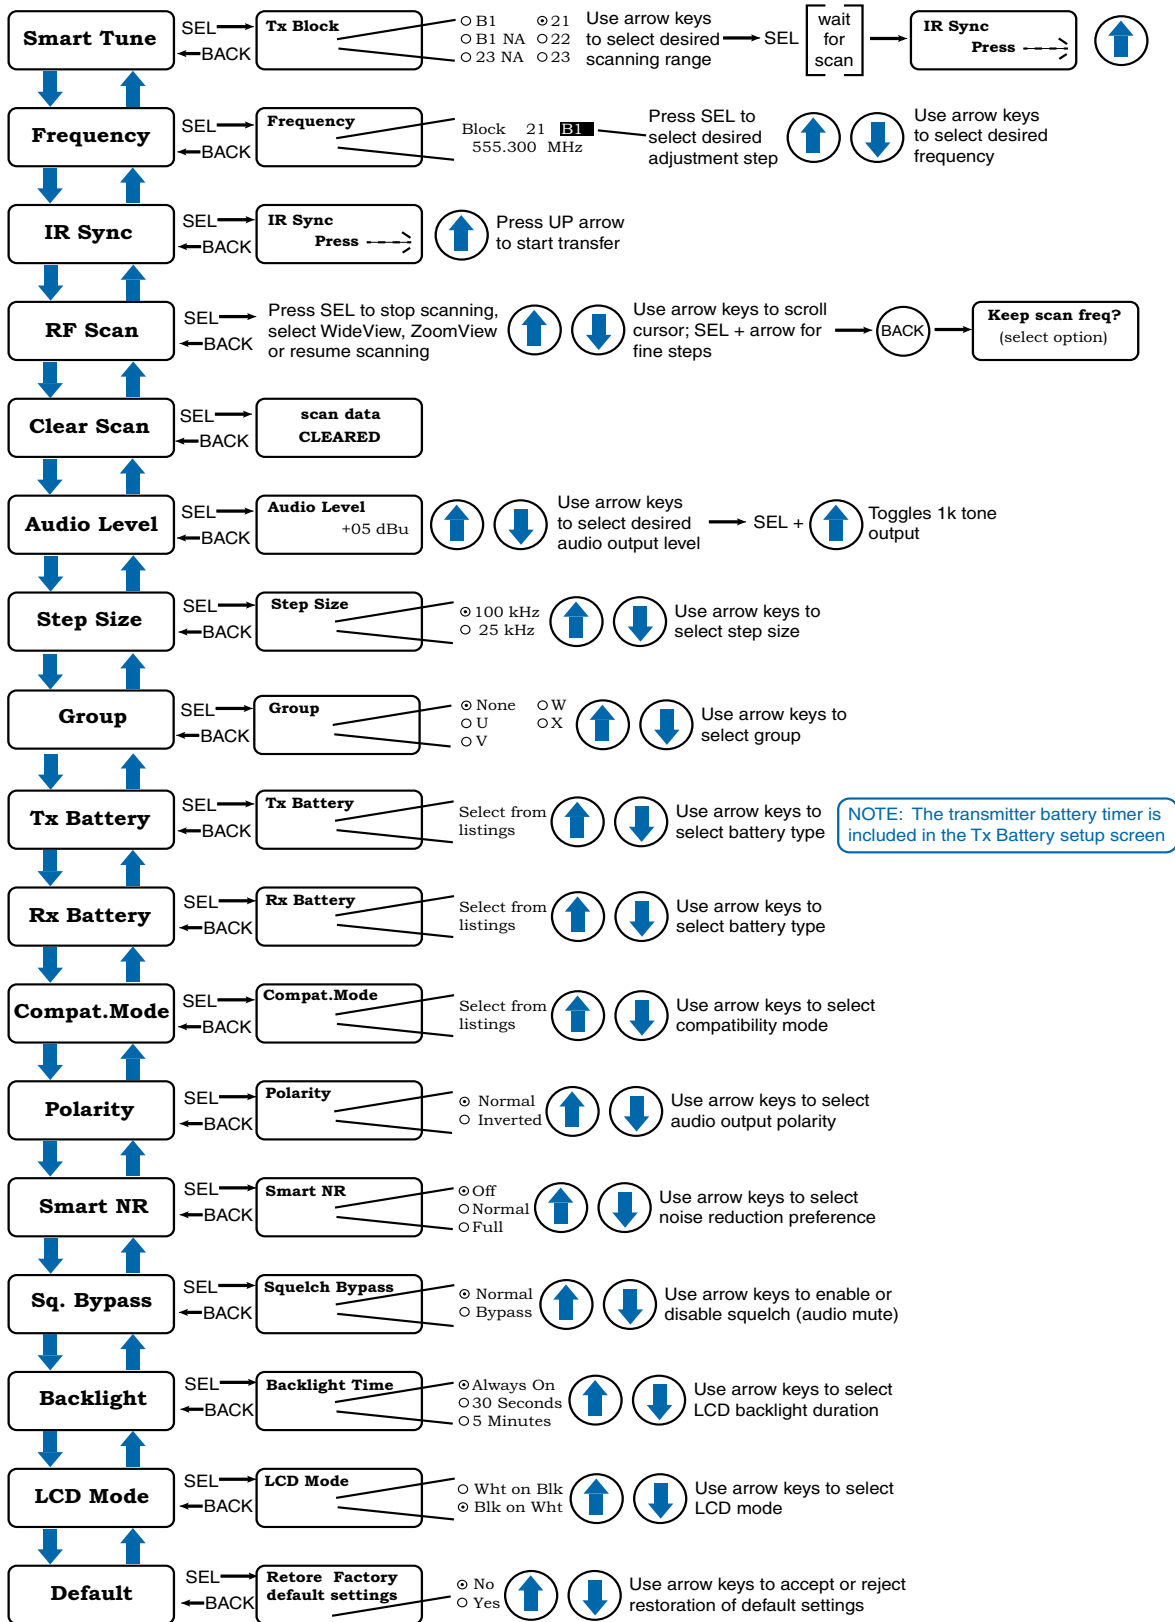 Smart Tune
SEL
BACK
Tx Block
B1 21
B1 NA 22
23 NA 23
Use arrow keys
to select desired
scanning range
SEL
wait
for
scan
IR Sync
Press
Frequency
SEL
BACK
Frequency
Block 21 B1
555.300 MHz
Press SEL to
select desired
adjustment step
Use arrow keys
to select desired
frequency
IR Sync
SEL
BACK
IR Sync
Press
Press UP arrow
to start transfer
RF Scan
SEL
BACK
Press SEL to stop scanning,
select WideView, ZoomView
or resume scanning
Use arrow keys to scroll
cursor; SEL + arrow for
fine steps
BACK
Keep scan freq?
(select option)
Clear Scan
SEL
BACK
scan data
CLEARED
Audio Level
SEL
BACK
Audio Level
+05 dBu
Use arrow keys
to select desired
audio output level
SEL +
Toggles 1k tone
output
Step Size
SEL
BACK
Step Size
100 kHz
25 kHz
Use arrow keys to
select step size
Group
SEL
BACK
Group
None W
U X
V
Use arrow keys to
select group
Tx Battery
SEL
BACK
Tx Battery
Select from
listings
Use arrow keys to
select battery type
NOTE: The transmitter battery timer is
included in the Tx Battery setup screen
Rx Battery
SEL
BACK
Rx Battery
Select from
listings
Use arrow keys to
select battery type
Compat.Mode
SEL
BACK
Compat.Mode
Select from
listings
Use arrow keys to select
compatibility mode
Polarity
SEL
BACK
Polarity
Normal
Inverted
Use arrow keys to select
audio output polarity
Smart NR
SEL
BACK
Smart NR
Off
Normal
Full
Use arrow keys to select
noise reduction preference
Sq. Bypass
SEL
BACK
Squelch Bypass
Normal
Bypass
Use arrow keys to enable or
disable squelch (audio mute)
Backlight
SEL
BACK
Backlight Time
Always On
30 Seconds
5 Minutes
Use arrow keys to select
LCD backlight duration
LCD Mode
SEL
BACK
LCD Mode
Wht on Blk
Blk on Wht
Use arrow keys to select
LCD mode
Default
SEL
BACK
Retore Factory
default settings
No
Yes
Use arrow keys to accept or reject
restoration of default settings